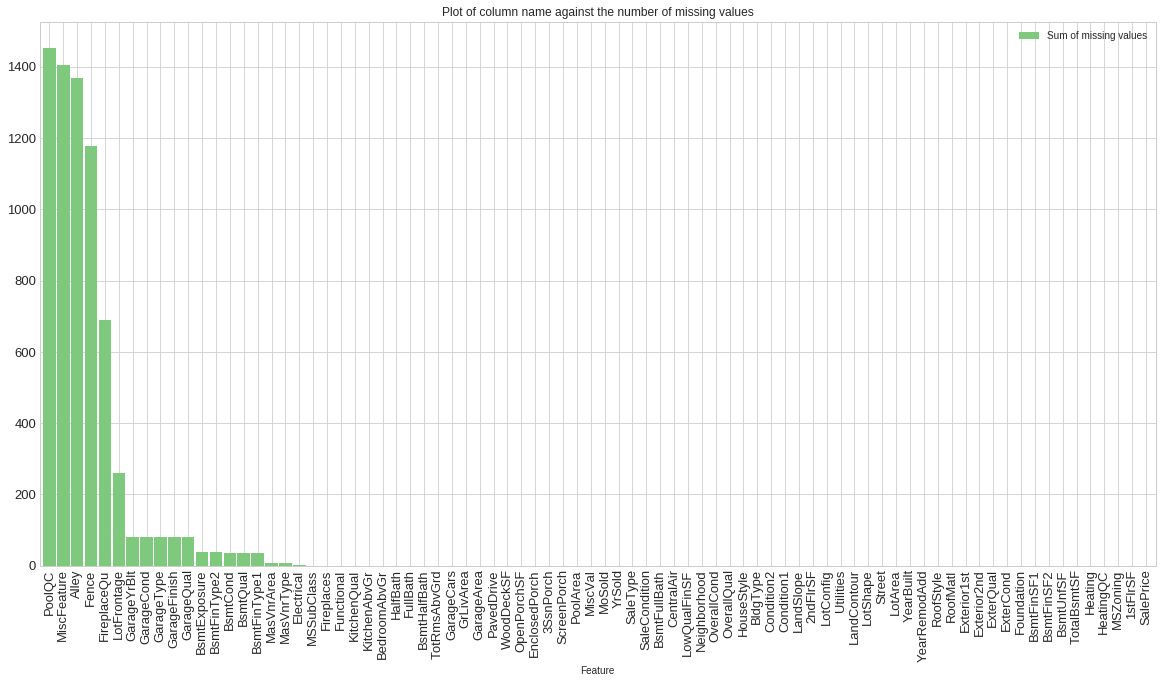 Plot of column name against the number of missing values
Sum of missing values
1400
1200
1000
800
600
400
200
0
PoolQC
MiscFeature
Alley
Fence
FireplaceQu
LotFrontage
GarageYrBlt
GarageCond
GarageType
GarageFinish
GarageQual
BsmtExposure
BsmtFinType2
BsmtCond
BsmtQual
BsmtFinType1
MasVnrArea
MasVnrType
Electrical
MSSubClass
Fireplaces
Functional
KitchenQual
KitchenAbvGr
BedroomAbvGr
HalfBath
FullBath
BsmtHalfBath
TotRmsAbvGrd
GarageCars
GrLivArea
GarageArea
PavedDrive
WoodDeckSF
OpenPorchSF
EnclosedPorch
3SsnPorch
ScreenPorch
PoolArea
MiscVal
MoSold
YrSold
SaleType
SaleCondition
BsmtFullBath
CentralAir
LowQualFinSF
Neighborhood
OverallCond
OverallQual
HouseStyle
BldgType
Condition2
Condition1
LandSlope
2ndFlrSF
LotConfig
Utilities
LandContour
LotShape
Street
LotArea
YearBuilt
YearRemodAdd
RoofStyle
RoofMatl
Exterior1st
Exterior2nd
ExterQual
ExterCond
Foundation
BsmtFinSF1
BsmtFinSF2
BsmtUnfSF
TotalBsmtSF
Heating
HeatingQC
MSZoning
1stFlrSF
SalePrice
Feature